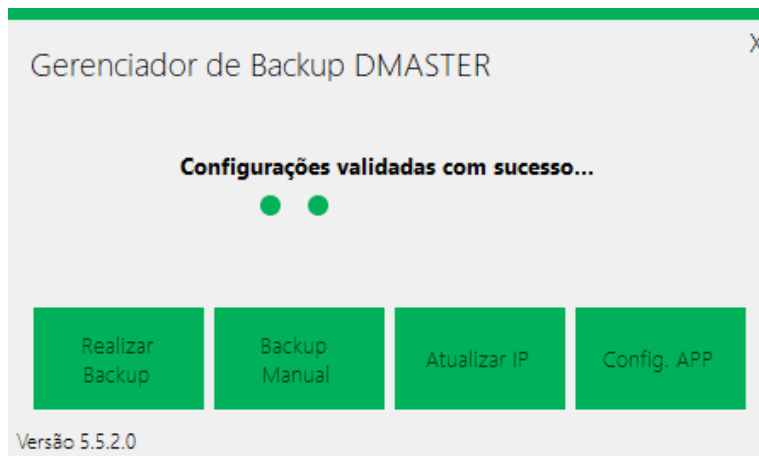 X
Gerenciador de Backup DMASTER
Configurações validadas com sucesso...
Realizar
Backup
Backup
Manual
Atualizar IP
Config. APP
Versão 5.5.2.0